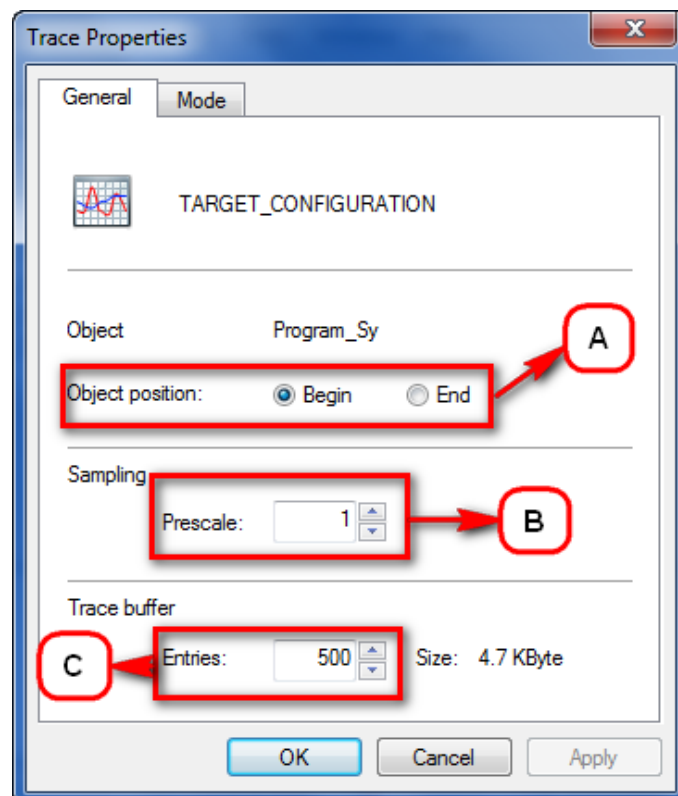 Trace Properties
General Mode
TARGET_CONFIGURATION
Object Program_Sy
A
Object position: Begin End
Sampling
Prescale: 1
B
Trace buffer
C
Entries: 500 Size: 4.7 KByte
OK Cancel Apply